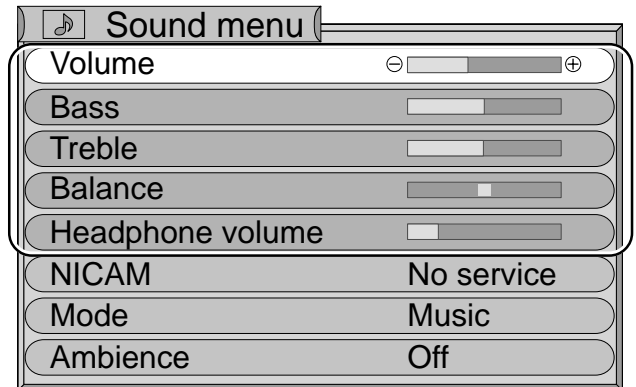 Sound menu
Volume
Bass
Treble
Balance
Headphone volume
NICAM No service
Mode Music
Ambience Off